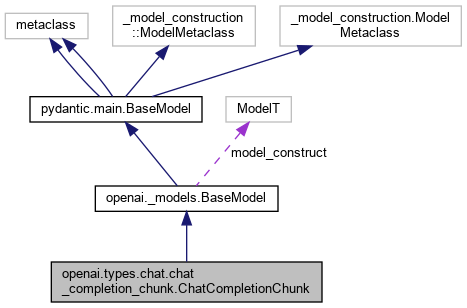 metaclass
_model_construction
::ModelMetaclass
_model_construction.Model
Metaclass
pydantic.main.BaseModel
ModelT
model_construct
openai._models.BaseModel
openai.types.chat.chat
_completion_chunk.ChatCompletionChunk